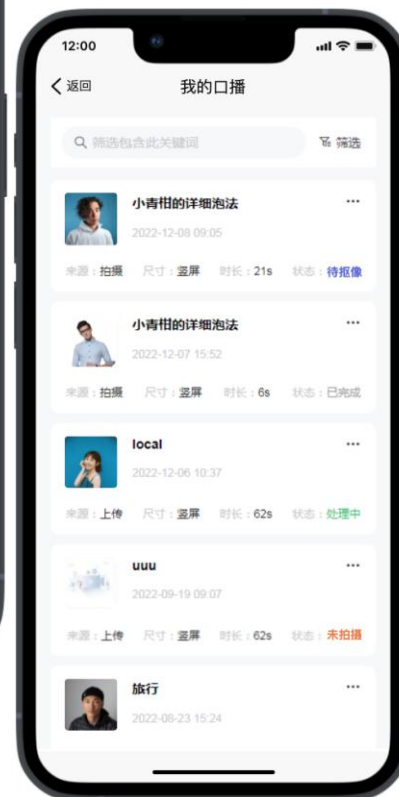 12:00
返回
我的口播
筛选包含此关键词
筛选
小青柑的详细泡法
2022-12-08 09:05
来源：拍摄 尺寸：竖屏 时长：21s 状态：待抠像
小青柑的详细泡法
2022-12-07 15:52
来源：拍摄 尺寸：竖屏 时长：6s 状态：已完成
local
2022-12-06 10:37
来源：上传 尺寸：竖屏 时长：62s 状态：处理中
uuu
2022-09-19 09:07
来源：上传 尺寸：竖屏 时长：62s 状态：未拍摄
旅行
2022-08-23 15:24